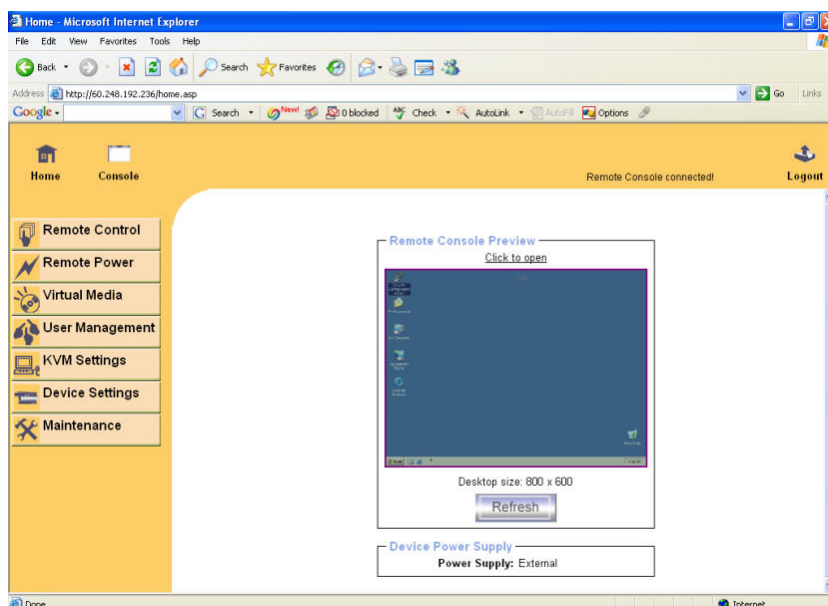 Home - Microsoft Internet Explorer
File Edit View Favorites Tools Help
Back Search Favorites
Address http://60.248.192.236/home.asp Go Links
Google Search New! 0 blocked ABC Check AutoLink AutoFill Options
Home Console Remote Console connected! Logout
Remote Control
Remote Power
Virtual Media
User Management
KVM Settings
Device Settings
Maintenance
Remote Console Preview
Click to open
Desktop size: 800 x 600
Refresh
Device Power Supply
Power Supply: External
Done Internet